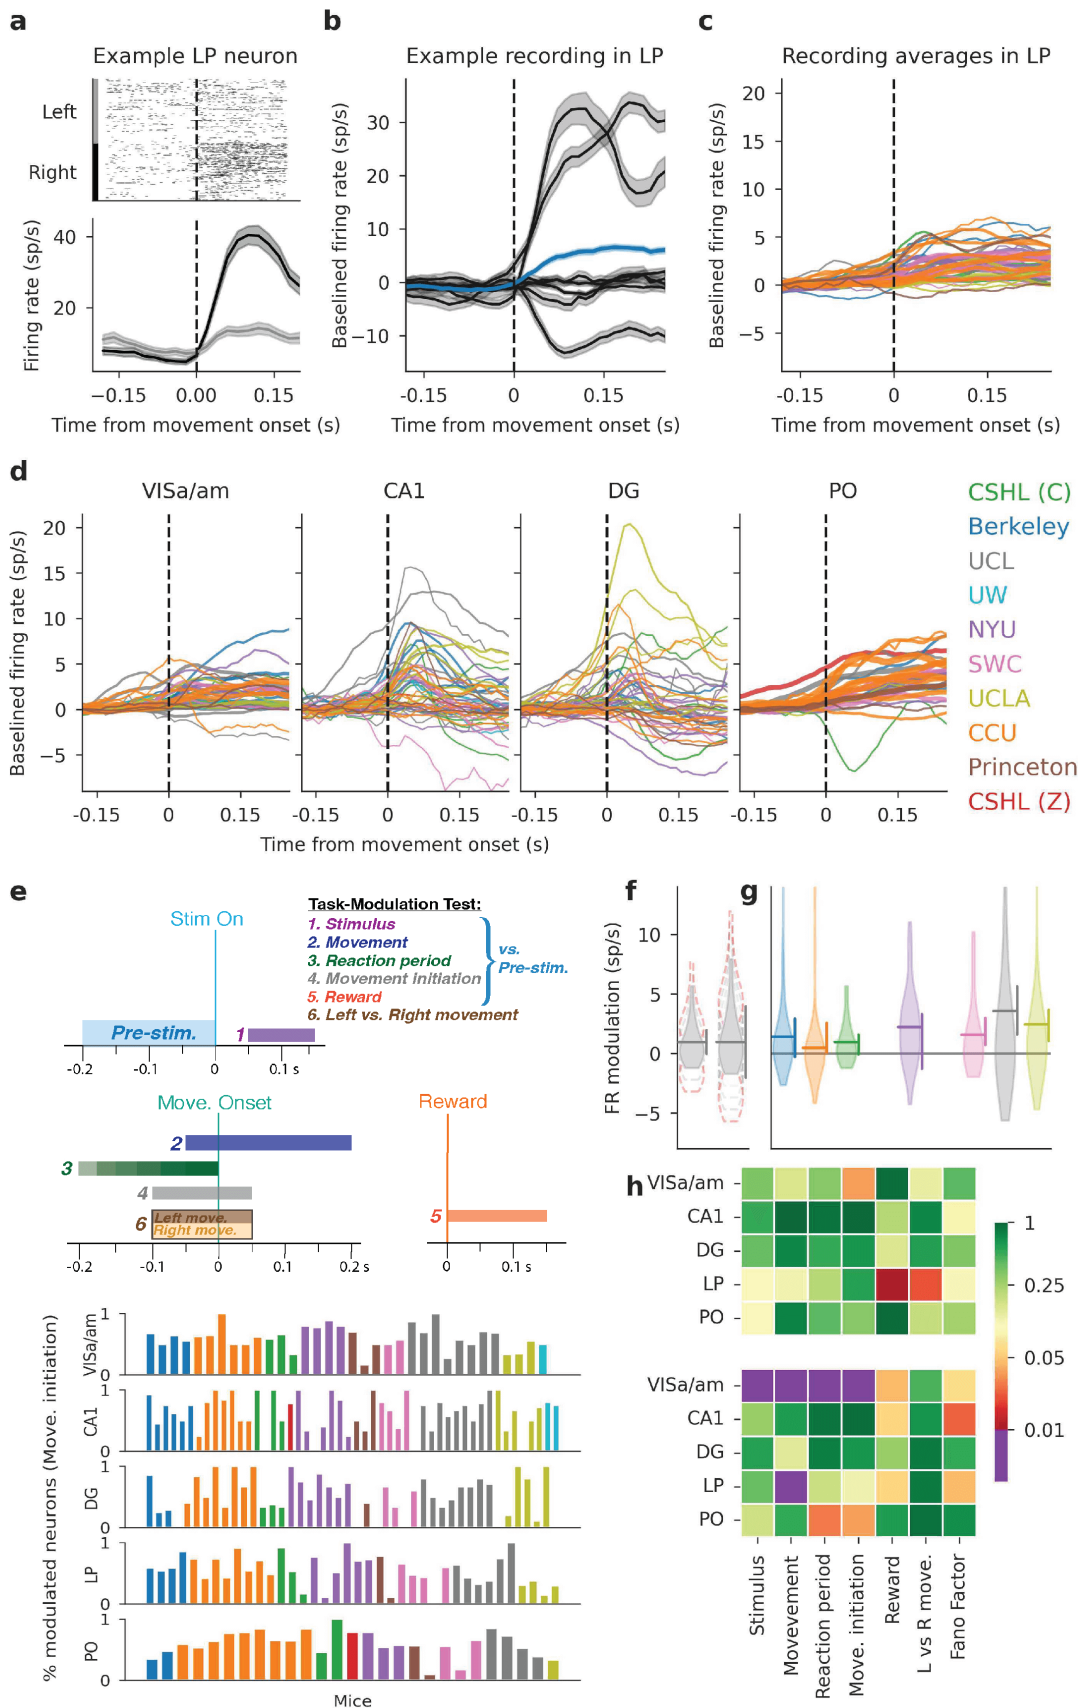 a
Example LP neuron
Left
Right
Firing rate (sp/s)
40
20
−0.15 0.00 0.15
Time from movement onset (s)
b
Example recording in LP
Baselined firing rate (sp/s)
30
20
10
0
−10
-0.15 0 0.15
Time from movement onset (s)
c
Recording averages in LP
Baselined firing rate (sp/s)
20
15
10
5
0
−5
-0.15 0 0.15
Time from movement onset (s)
d
VISa/am CA1 DG PO
Baselined firing rate (sp/s)
20
15
10
5
0
−5
-0.15 0 0.15 -0.15 0 0.15 -0.15 0 0.15 -0.15 0 0.15
Time from movement onset (s)
CSHL (C)
Berkeley
UCL
UW
NYU
SWC
UCLA
CCU
Princeton
CSHL (Z)
e
Stim On
Pre-stim.
1
-0.2 -0.1 0 0.1 s
Task-Modulation Test:
1. Stimulus
2. Movement
3. Reaction period
4. Movement initiation
5. Reward
6. Left vs. Right movement
vs.
Pre-stim.
Move. Onset
2
3
4
6
Left move.
Right move.
-0.2 -0.1 0 0.1 0.2 s
Reward
5
0 0.1 s
% modulated neurons (Move. initiation)
VISa/am
1
0
CA1
1
0
DG
1
0
LP
1
0
PO
1
0
Mice
f
FR modulation (sp/s)
10
5
0
−5
g
h
VISa/am
CA1
DG
LP
PO
VISa/am
CA1
DG
LP
PO
Stimulus
Movevement
Reaction period
Move. initiation
Reward
L vs R move.
Fano Factor
1
0.25
0.05
0.01